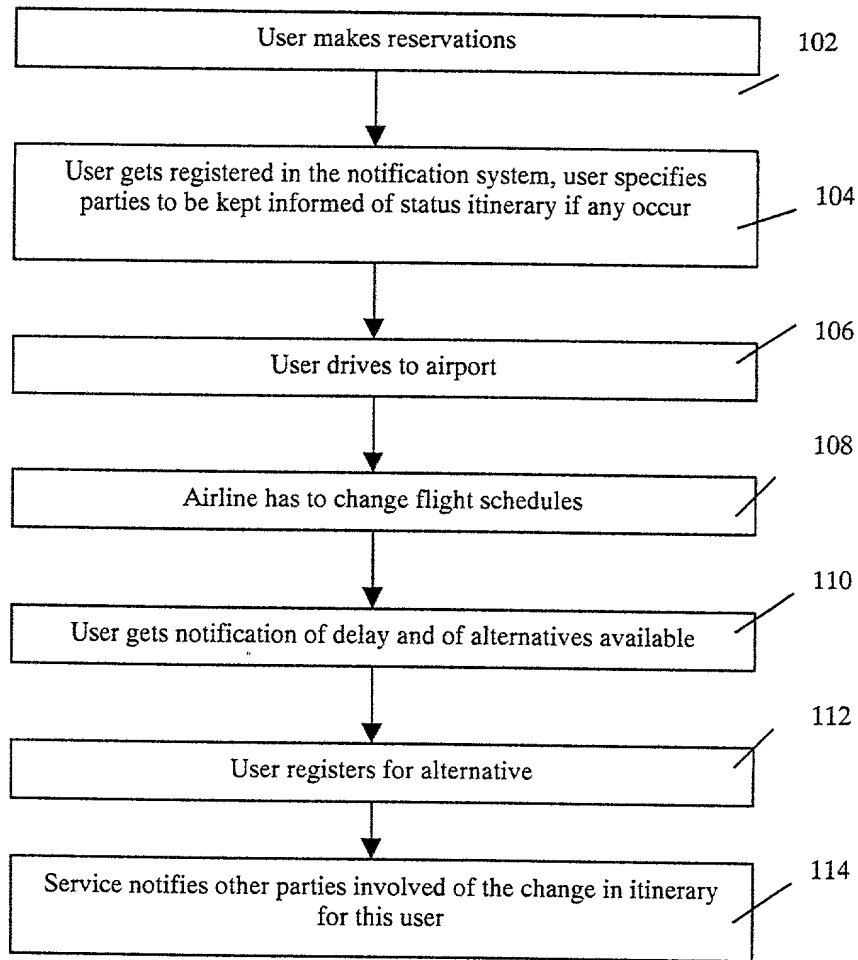 User makes reservations
102
User gets registered in the notification system, user specifies
parties to be kept informed of status itinerary if any occur
104
106
User drives to airport
108
Airline has to change flight schedules
110
User gets notification of delay and of alternatives available
112
User registers for alternative
114
Service notifies other parties involved of the change in itinerary
for this user